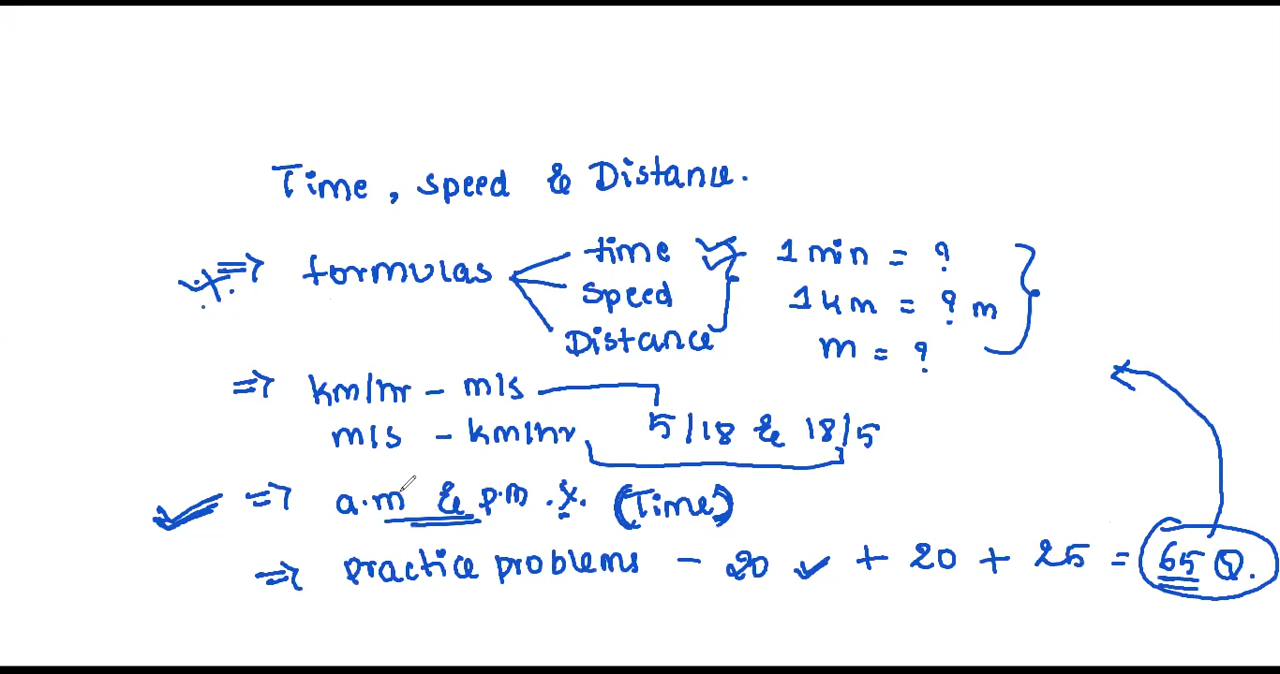 Time, speed & Distance.
=> formulas time 1 min = ?
speed 1 km = ? m
Distance m = ?
=> km/hr - m/s
m/s - km/hr 5/18 & 18/5
=> a.m & p.m. (Time)
=> practice problems - 20 ✓ + 20 + 25 = 65 Q.